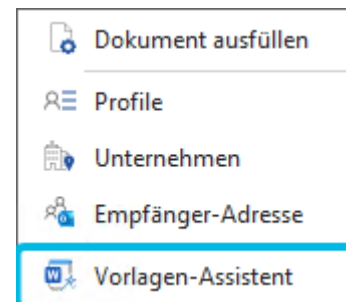 Dokument ausfüllen
Profile
Unternehmen
Empfänger-Adresse
Vorlagen-Assistent